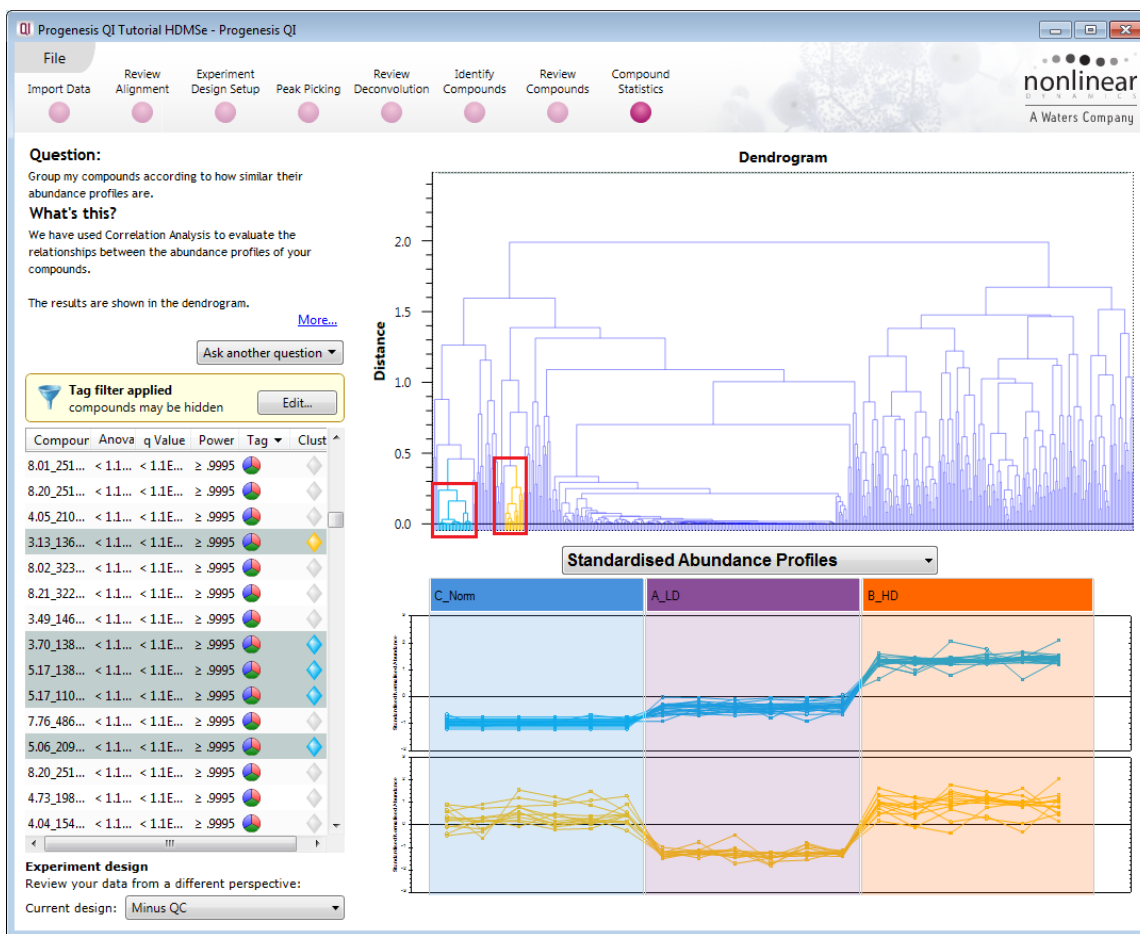 Progenesis QI Tutorial HDMSe - Progenesis QI
File
Import Data
Review
Alignment
Experiment
Design Setup
Peak Picking
Review
Deconvolution
Identify
Compounds
Review
Compounds
Compound
Statistics
nonlinear
DYNAMICS
A Waters Company
Question:
Group my compounds according to how similar their
abundance profiles are.
What's this?
We have used Correlation Analysis to evaluate the
relationships between the abundance profiles of your
compounds.
The results are shown in the dendrogram.
More...
Ask another question
Tag filter applied
compounds may be hidden
Edit...
Compour Anova q Value Power Tag Clust
8.01_251... < 1.1... < 1.1E... ≥ .9995
8.20_251... < 1.1... < 1.1E... ≥ .9995
4.05_210... < 1.1... < 1.1E... ≥ .9995
3.13_136... < 1.1... < 1.1E... ≥ .9995
8.02_323... < 1.1... < 1.1E... ≥ .9995
8.21_322... < 1.1... < 1.1E... ≥ .9995
3.49_146... < 1.1... < 1.1E... ≥ .9995
3.70_138... < 1.1... < 1.1E... ≥ .9995
5.17_138... < 1.1... < 1.1E... ≥ .9995
5.17_110... < 1.1... < 1.1E... ≥ .9995
7.76_486... < 1.1... < 1.1E... ≥ .9995
5.06_209... < 1.1... < 1.1E... ≥ .9995
8.20_251... < 1.1... < 1.1E... ≥ .9995
4.73_198... < 1.1... < 1.1E... ≥ .9995
4.04_154... < 1.1... < 1.1E... ≥ .9995
Experiment design
Review your data from a different perspective:
Current design: Minus QC
Dendrogram
Distance
2.0
1.5
1.0
0.5
0.0
Standardised Abundance Profiles
C_Norm
A_LD
B_HD
Standardised Normalised Abundance
Standardised Normalised Abundance